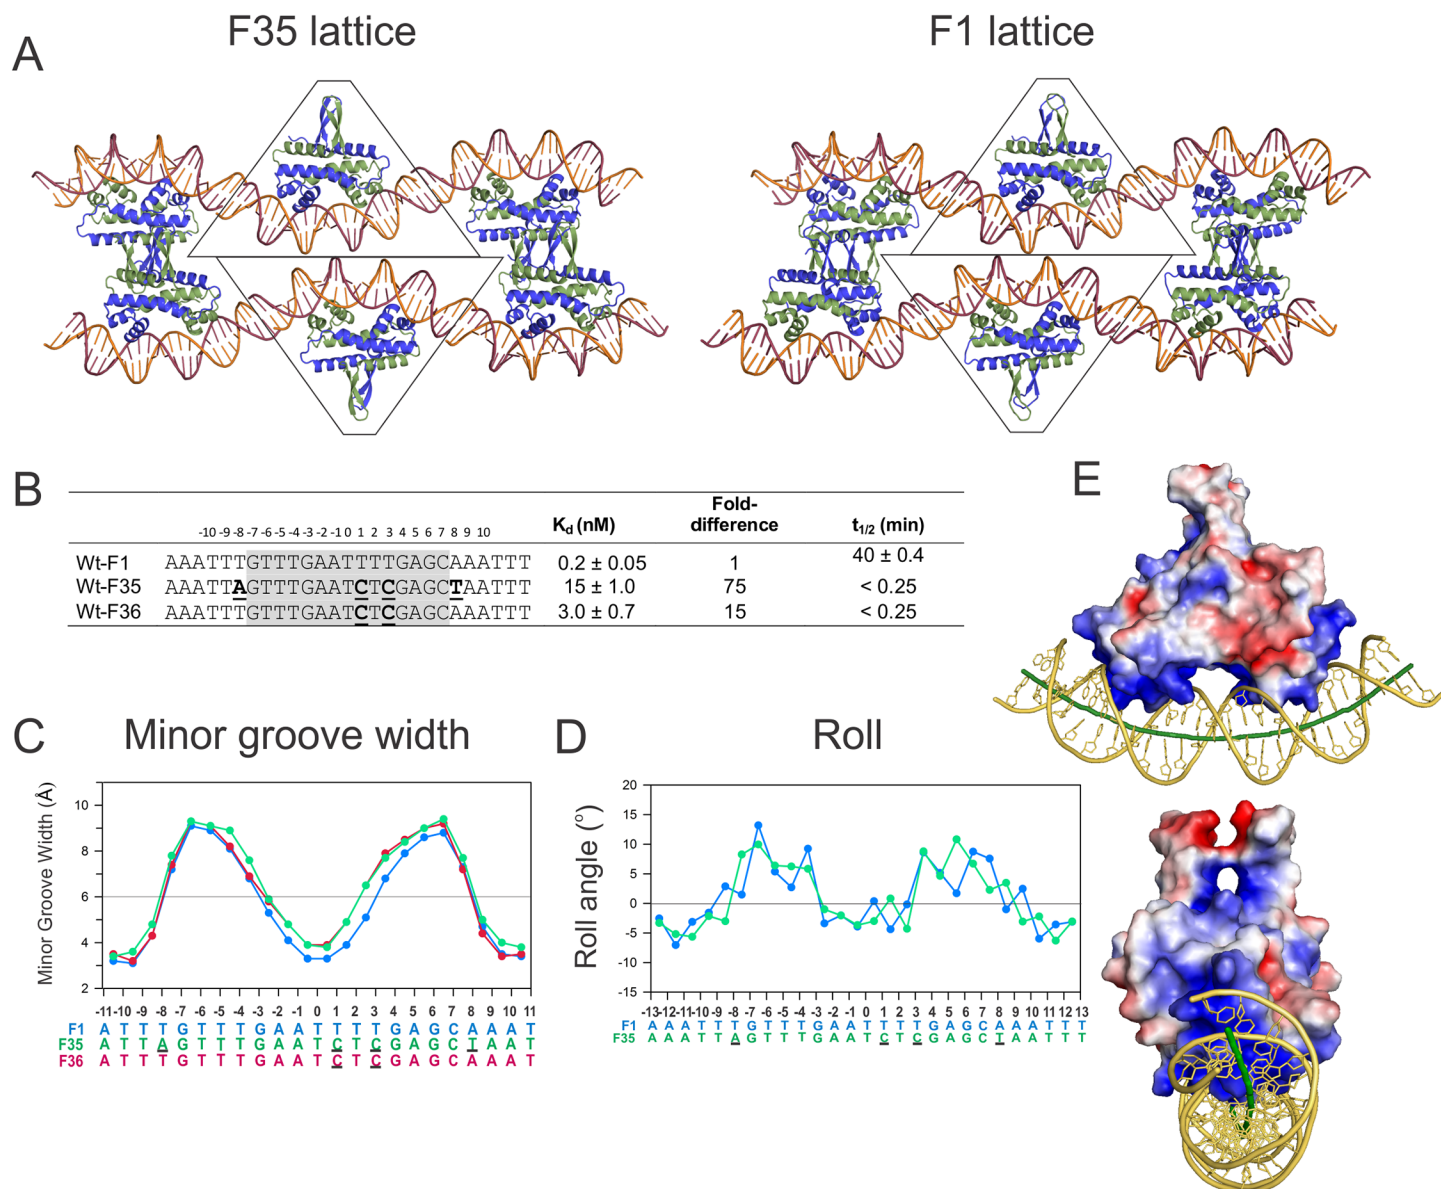 F35 lattice
F1 lattice
A
B
Fold-
difference
-10 -9 -8 -7 -6 -5 -4 -3 -2 -1 0 1 2 3 4 5 6 7 8 9 10
Kd (nM)
t1/2 (min)
Wt-F1 AAATTTGTTTGAATTTTGAGCAAATTT 0.2 ± 0.05 1 40 ± 0.4
Wt-F35 AAATTAGTTTGAATCTCGAGCTAATTT 15 ± 1.0 75 < 0.25
Wt-F36 AAATTTGTTTGAATCTCGAGCAAATTT 3.0 ± 0.7 15 < 0.25
E
C
Minor groove width
Minor Groove Width (Å)
10
8
6
4
2
-11 -10 -9 -8 -7 -6 -5 -4 -3 -2 -1 0 1 2 3 4 5 6 7 8 9 10 11
F1 A T T T G T T T G A A T T T T G A G C A A A T
F35 A T T A G T T T G A A T C T C G A G C T A A T
F36 A T T T G T T T G A A T C T C G A G C A A A T
D
Roll
Roll angle (°)
20
15
10
5
0
-5
-10
-15
-13 -12 -11 -10 -9 -8 -7 -6 -5 -4 -3 -2 -1 0 1 2 3 4 5 6 7 8 9 10 11 12 13
F1 A A A T T T G T T T G A A T T T T G A G C A A A T T T
F35 A A A T T A G T T T G A A T C T C G A G C T A A T T T